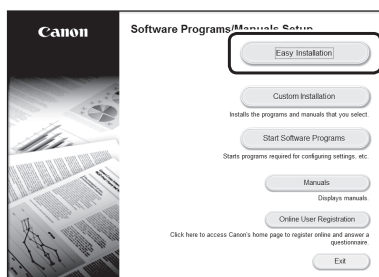 Canon
Software Programs/Manuals Setup
Easy Installation
Custom Installation
Installs the programs and manuals that you select.
Start Software Programs
Starts programs required for configuring settings, etc.
Manuals
Displays manuals.
Online User Registration
Click here to access Canon's home page to register online and answer a
questionnaire.
Exit